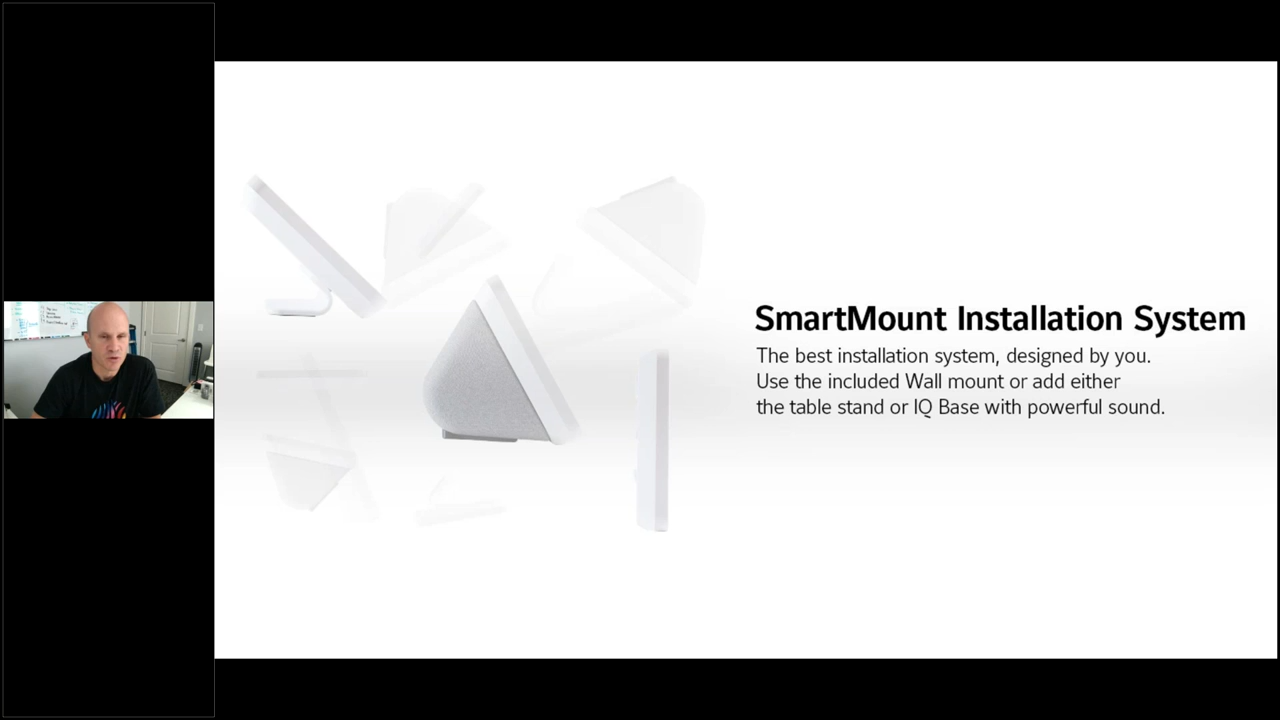 SmartMount Installation System
The best installation system, designed by you.
Use the included Wall mount or add either
the table stand or IQ Base with powerful sound.